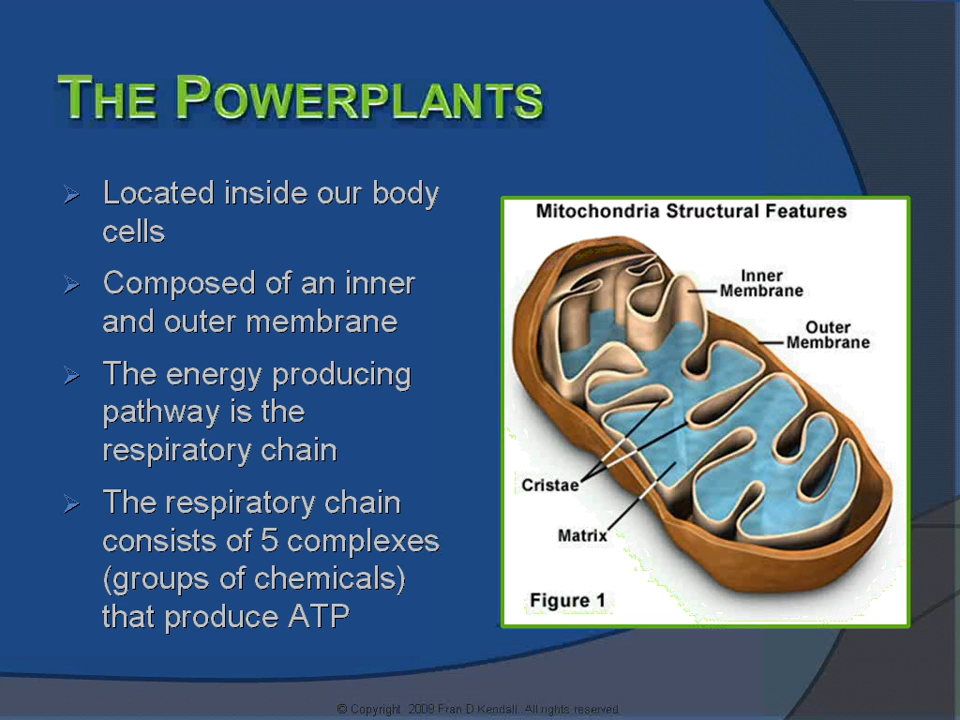 THE POWERPLANTS
Located inside our body
cells
Composed of an inner
and outer membrane
The energy producing
pathway is the
respiratory chain
The respiratory chain
consists of 5 complexes
(groups of chemicals)
that produce ATP
Mitochondria Structural Features
Inner
Membrane
Outer
Membrane
Cristae
Matrix
Figure 1
© Copyright 2009 Fran D Kendall. All rights reserved